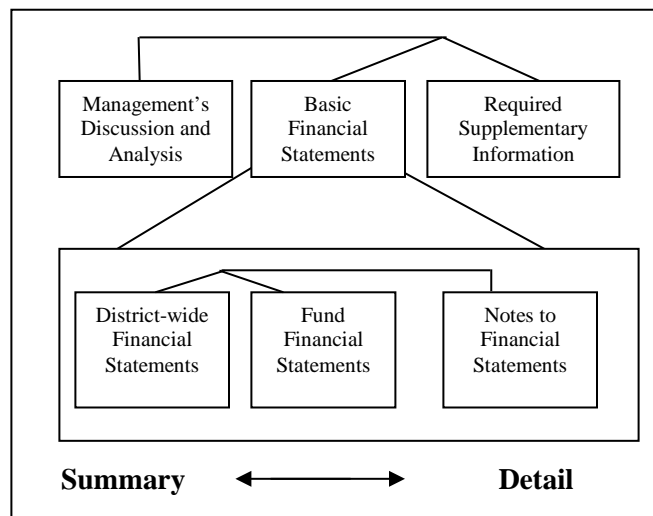 Management's
Discussion and
Analysis
Basic
Financial
Statements
Required
Supplementary
Information
District-wide
Financial
Statements
Fund
Financial
Statements
Notes to
Financial
Statements
Summary
Detail